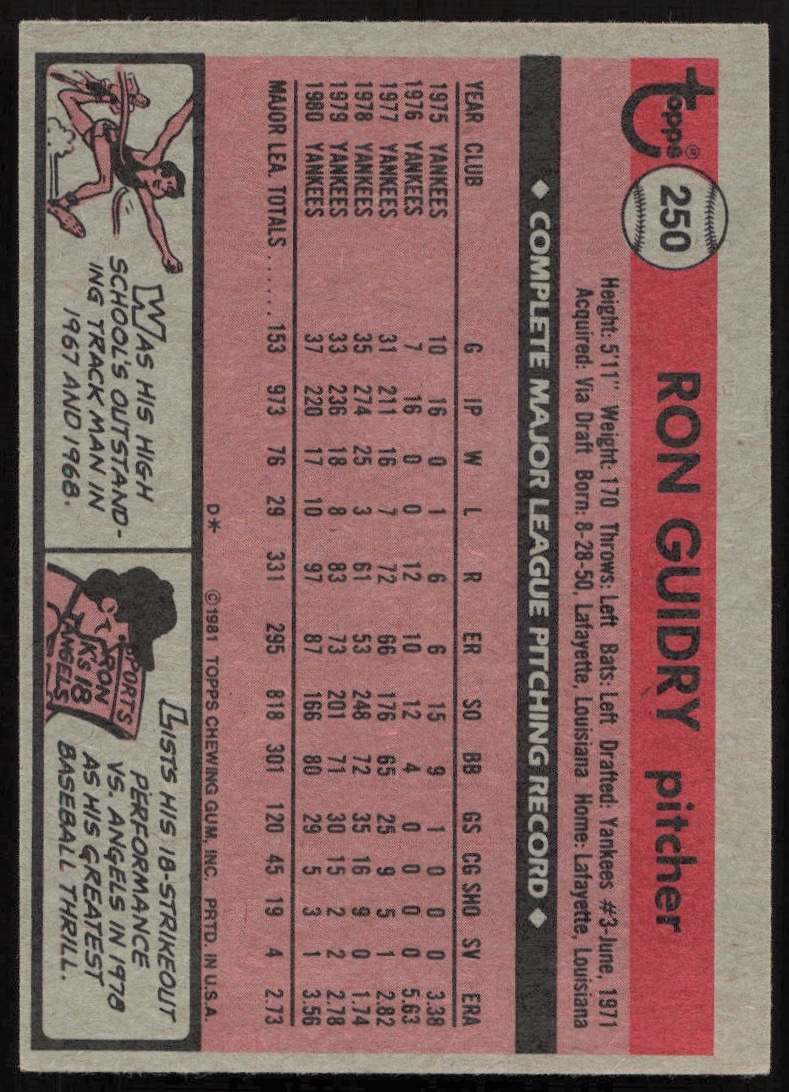 topps® 250 RON GUIDRY pitcher
Height: 5'11" Weight: 170 Throws: Left Bats: Left Drafted: Yankees #3-June, 1971
Acquired: Via Draft Born: 8-28-50, Lafayette, Louisiana Home: Lafayette, Louisiana
◆ COMPLETE MAJOR LEAGUE PITCHING RECORD ◆
YEAR CLUB G IP W L R ER SO BB GS CG SHO SV ERA
1975 YANKEES 10 16 0 1 6 6 15 9 1 0 0 0 3.38
1976 YANKEES 7 16 0 0 12 10 12 4 0 0 0 0 5.63
1977 YANKEES 31 211 16 7 72 66 176 65 25 9 5 1 2.82
1978 YANKEES 35 274 25 3 61 53 248 72 35 16 9 0 1.74
1979 YANKEES 33 236 18 8 83 73 201 71 30 15 2 2 2.78
1980 YANKEES 37 220 17 10 97 87 166 80 29 5 3 1 3.56
MAJOR LEA. TOTALS...... 153 973 76 29 331 295 818 301 120 45 19 4 2.73
D* ©1981 TOPPS CHEWING GUM, INC. PRTD. IN U.S.A.
WAS HIS HIGH
SCHOOL'S OUTSTAND-
ING TRACK MAN IN
1967 AND 1968.
SPORTS
RON
K'S 18
ANGELS
LISTS HIS 18-STRIKEOUT
PERFORMANCE
VS. ANGELS IN 1978
AS HIS GREATEST
BASEBALL THRILL.